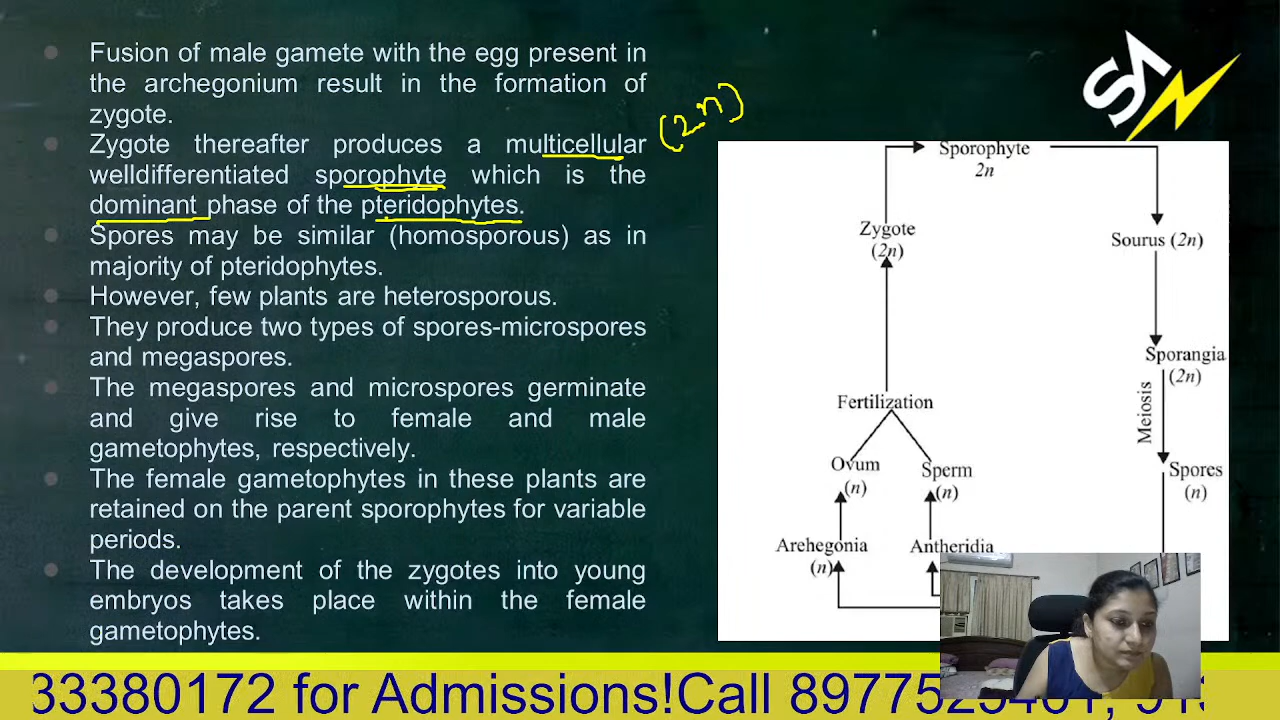 Fusion of male gamete with the egg present in
the archegonium result in the formation of
zygote.
Zygote thereafter produces a multicellular
welldifferentiated sporophyte which is the
dominant phase of the pteridophytes.
Spores may be similar (homosporous) as in
majority of pteridophytes.
However, few plants are heterosporous.
They produce two types of spores-microspores
and megaspores.
The megaspores and microspores germinate
and give rise to female and male
gametophytes, respectively.
The female gametophytes in these plants are
retained on the parent sporophytes for variable
periods.
The development of the zygotes into young
embryos takes place within the female
gametophytes.
(2n)
SAN
Sporophyte
2n
Zygote
(2n)
Sourus (2n)
Sporangia
(2n)
Meiosis
Fertilization
Ovum
(n)
Sperm
(n)
Spores
(n)
Arehegonia
(n)
Antheridia
33380172 for Admissions!Call